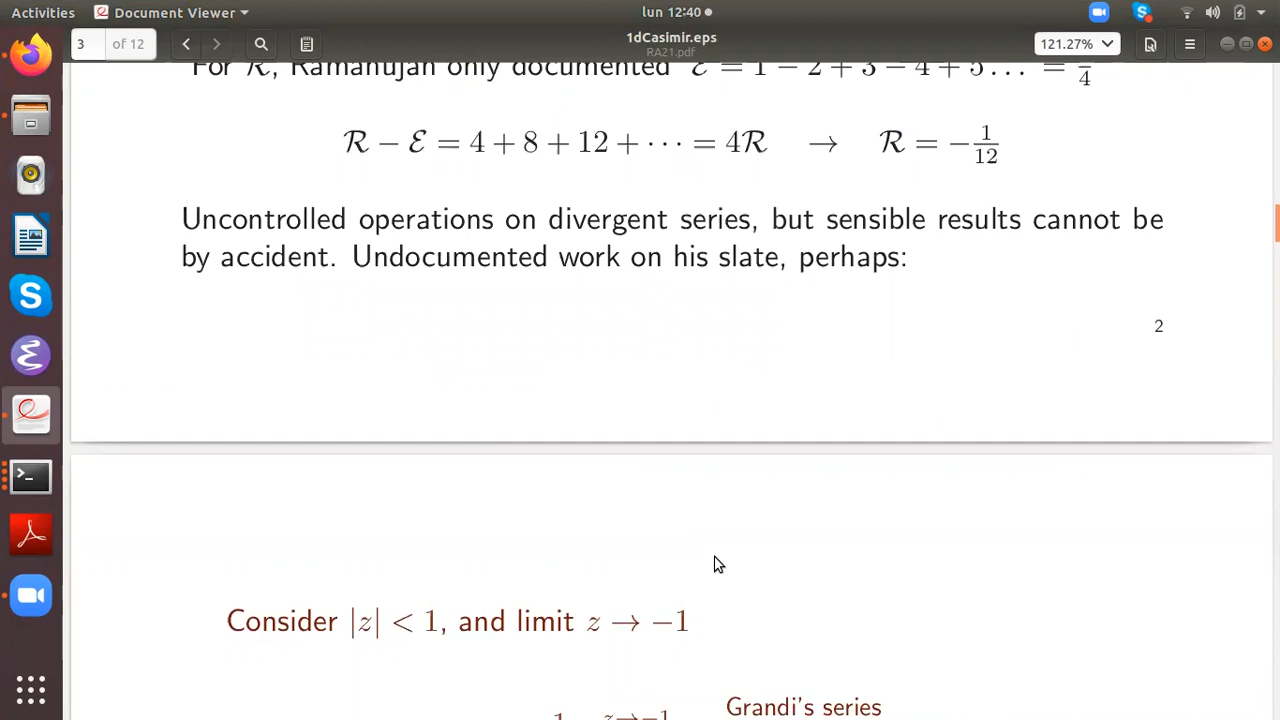 Activities Document Viewer lun 12:40
3 of 12 1dCasimir.eps 121.27%
RA21.pdf
For ℛ, Ramanujan only documented ℰ = 1 − 2 + 3 − 4 + 5 … = /4
ℛ − ℰ = 4 + 8 + 12 + ⋯ = 4ℛ → ℛ = −1/12
Uncontrolled operations on divergent series, but sensible results cannot be
by accident. Undocumented work on his slate, perhaps:
2
Consider |z| < 1, and limit z → −1
Grandi's series
1 z→−1